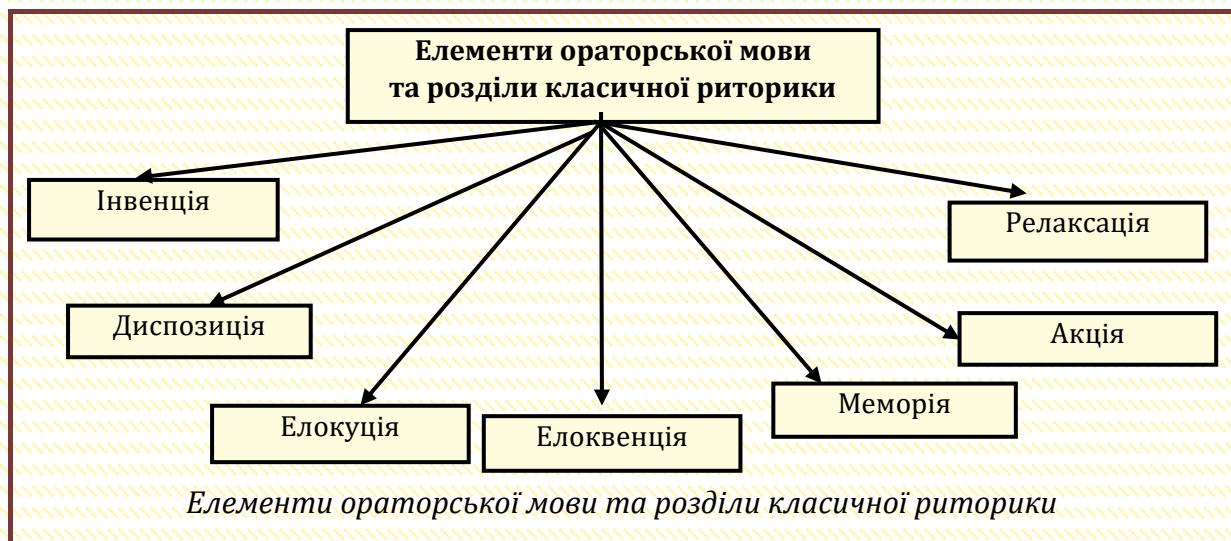 Елементи ораторської мови
та розділи класичної риторики
Інвенція
Релаксація
Диспозиція
Акція
Меморія
Елокуція
Елоквенція
Елементи ораторської мови та розділи класичної риторики